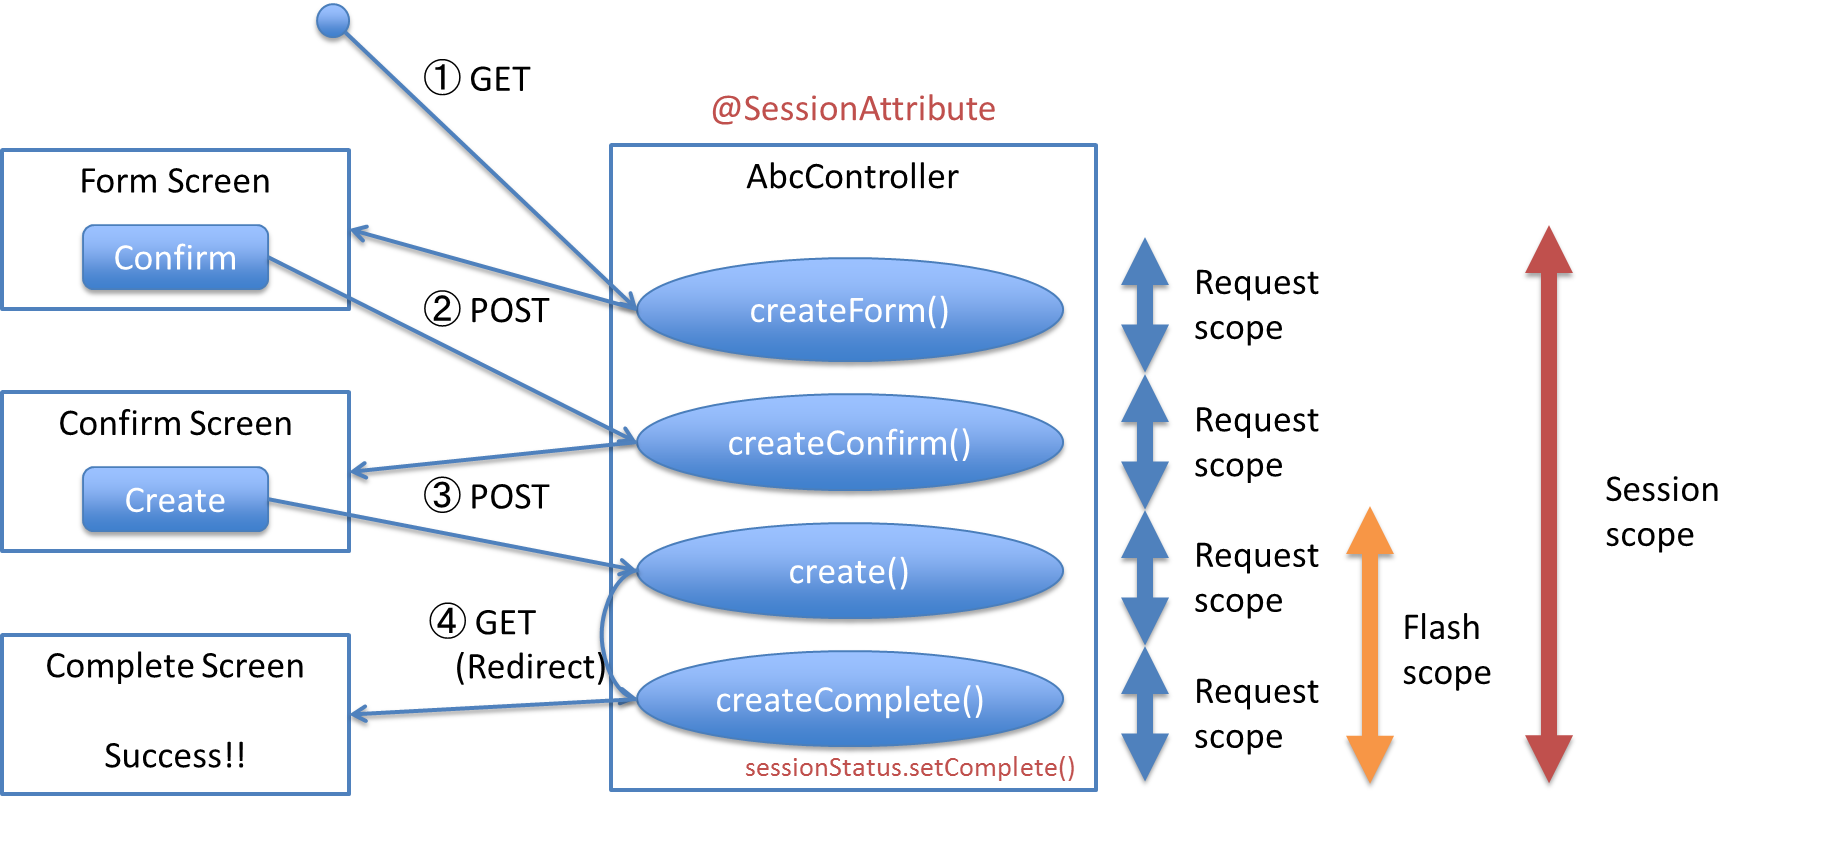 ① GET
@SessionAttribute
AbcController
Form Screen
Confirm
② POST
createForm()
Request
scope
Confirm Screen
Create
③ POST
createConfirm()
Request
scope
Session
scope
create()
Request
scope
④ GET
(Redirect)
Flash
scope
Complete Screen
Success!!
createComplete()
sessionStatus.setComplete()
Request
scope